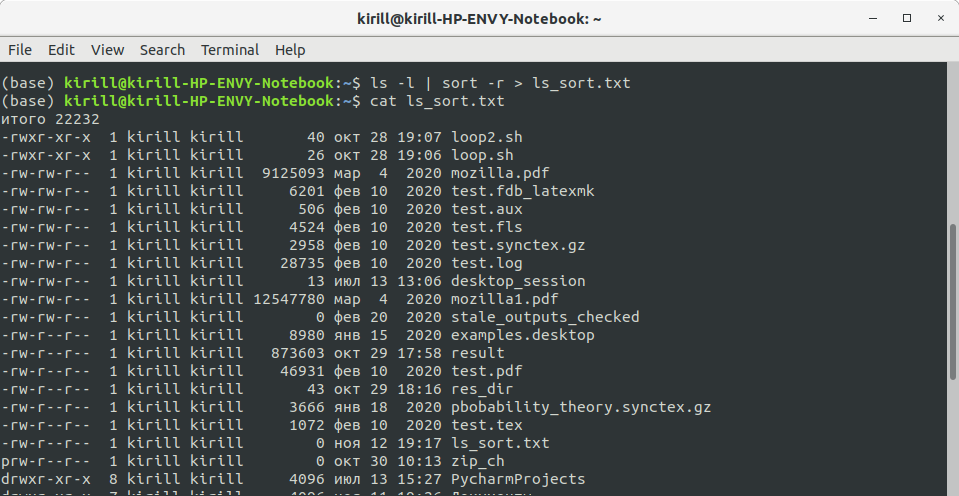 kirill@kirill-HP-ENVY-Notebook: ~
File Edit View Search Terminal Help
(base) kirill@kirill-HP-ENVY-Notebook:~$ ls -l | sort -r > ls_sort.txt
(base) kirill@kirill-HP-ENVY-Notebook:~$ cat ls_sort.txt
итого 22232
-rwxr-xr-x 1 kirill kirill 40 окт 28 19:07 loop2.sh
-rwxr-xr-x 1 kirill kirill 26 окт 28 19:06 loop.sh
-rw-rw-r-- 1 kirill kirill 9125093 мар 4 2020 mozilla.pdf
-rw-rw-r-- 1 kirill kirill 6201 фев 10 2020 test.fdb_latexmk
-rw-rw-r-- 1 kirill kirill 506 фев 10 2020 test.aux
-rw-rw-r-- 1 kirill kirill 4524 фев 10 2020 test.fls
-rw-rw-r-- 1 kirill kirill 2958 фев 10 2020 test.synctex.gz
-rw-rw-r-- 1 kirill kirill 28735 фев 10 2020 test.log
-rw-rw-r-- 1 kirill kirill 13 июл 13 13:06 desktop_session
-rw-rw-r-- 1 kirill kirill 12547780 мар 4 2020 mozilla1.pdf
-rw-rw-r-- 1 kirill kirill 0 фев 20 2020 stale_outputs_checked
-rw-r--r-- 1 kirill kirill 8980 янв 15 2020 examples.desktop
-rw-r--r-- 1 kirill kirill 873603 окт 29 17:58 result
-rw-r--r-- 1 kirill kirill 46931 фев 10 2020 test.pdf
-rw-r--r-- 1 kirill kirill 43 окт 29 18:16 res_dir
-rw-r--r-- 1 kirill kirill 3666 янв 18 2020 pbobability_theory.synctex.gz
-rw-r--r-- 1 kirill kirill 1072 фев 10 2020 test.tex
-rw-r--r-- 1 kirill kirill 0 ноя 12 19:17 ls_sort.txt
prw-r--r-- 1 kirill kirill 0 окт 30 10:13 zip_ch
drwxr-xr-x 8 kirill kirill 4096 июл 13 15:27 PycharmProjects